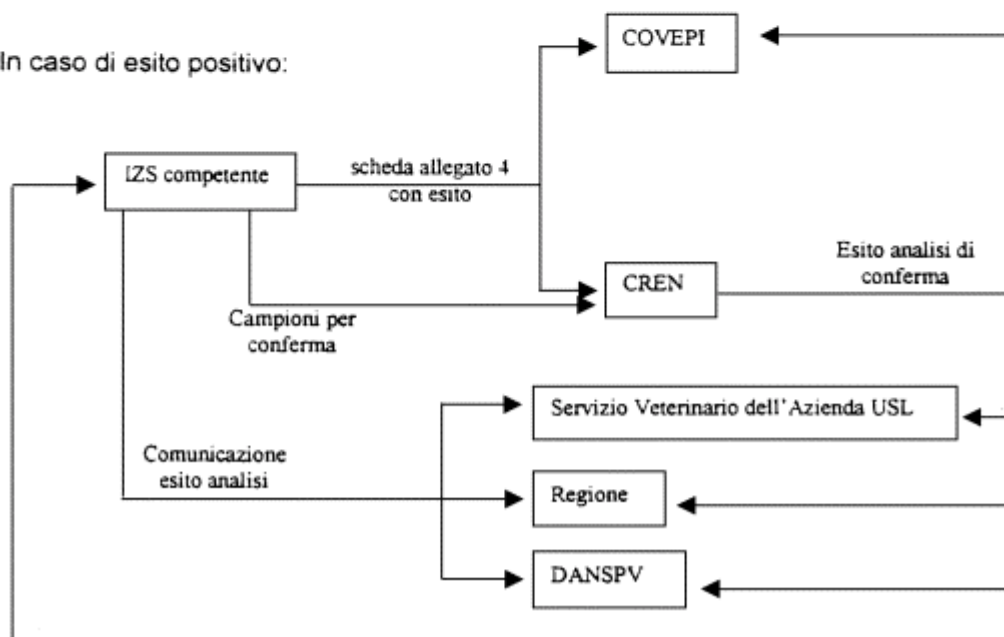 COVEPI
In caso di esito positivo:
IZS competente
scheda allegato 4
con esito
Esito analisi di
conferma
CREN
Campioni per
conferma
Servizio Veterinario dell'Azienda USL
Comunicazione
esito analisi
Regione
DANSPV